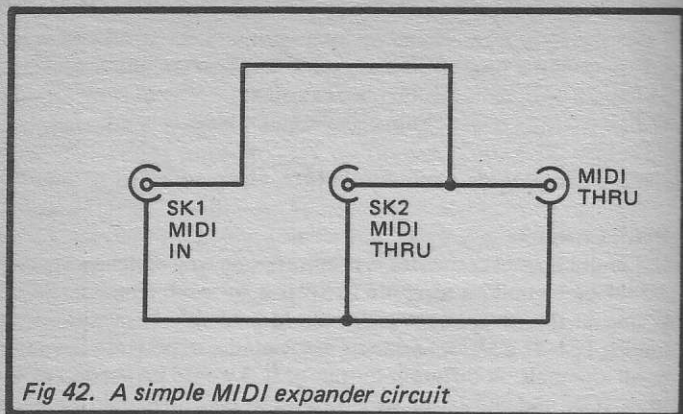 SK1
MIDI
IN
SK2
MIDI
THRU
MIDI
THRU
Fig 42. A simple MIDI expander circuit